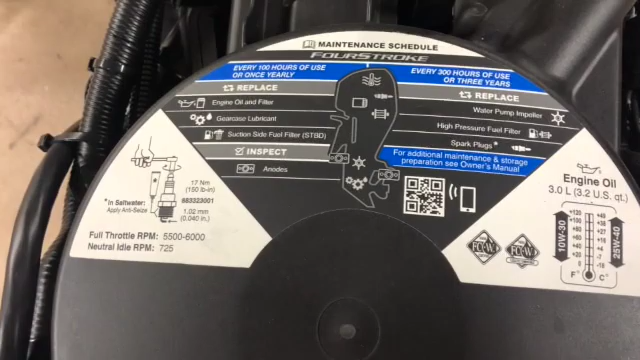 MAINTENANCE SCHEDULE
FOURSTROKE
EVERY 100 HOURS OF USE
OR ONCE YEARLY
REPLACE
Engine Oil and Filter
Gearcase Lubricant
Suction Side Fuel Filter (STBD)
INSPECT
Anodes
EVERY 300 HOURS OF USE
OR THREE YEARS
REPLACE
Water Pump Impeller
High Pressure Fuel Filter
Spark Plugs*
For additional maintenance & storage
preparation see Owner's Manual
17 Nm
(150 lb-in)
*In Saltwater:
Apply Anti-Seize
683323001
1.02 mm
(0.040 in.)
Full Throttle RPM: 5500-6000
Neutral Idle RPM: 725
Engine Oil
3.0 L (3.2 U.S. qt.)
10W-30
25W-40
F° C°
FC-W
FC-W